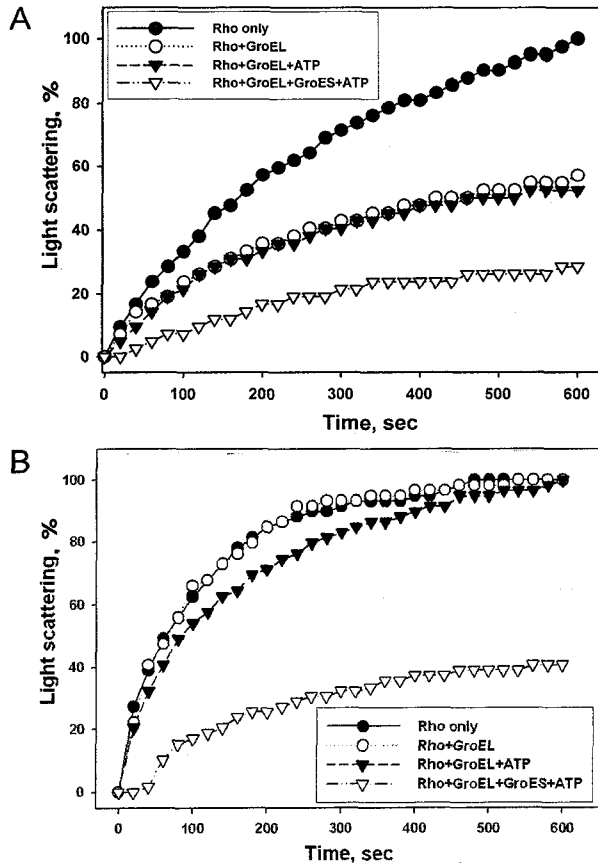 A
Rho only
Rho+GroEL
Rho+GroEL+ATP
Rho+GroEL+GroES+ATP
Light scattering, %
100
80
60
40
20
0
0 100 200 300 400 500 600
Time, sec
B
Light scattering, %
100
80
60
40
20
0
Rho only
Rho+GroEL
Rho+GroEL+ATP
Rho+GroEL+GroES+ATP
0 100 200 300 400 500 600
Time, sec